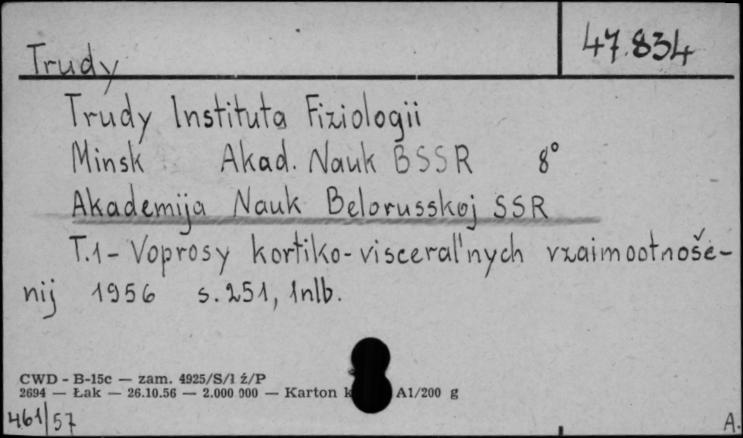 47.834
Trudy
Trudy Instituta Fiziologii
Minsk Akad. Nauk BSSR 8°
Akademija Nauk Belorusskoj SSR
T.1 - Voprosy kortiko-visceral'nych vzaimootnoše-
nij 1956 s. 251, 1nlb.
CWD - B-15c — zam. 4925/S/1 ź/P
2694 — Łak — 26.10.56 — 2.000 000 — Karton A1/200 g
461/57
A.